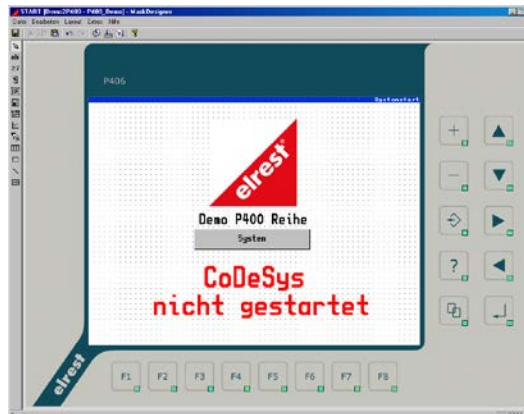 START [Demo2P400 - P400_Demo] - MaskDesigner
Datei Bearbeiten Layout Extras Hilfe
P406
Systemstart
elrest
Demo P400 Reihe
System
CoDeSys
nicht gestartet
+
-
?
elrest
F1 F2 F3 F4 F5 F6 F7 F8